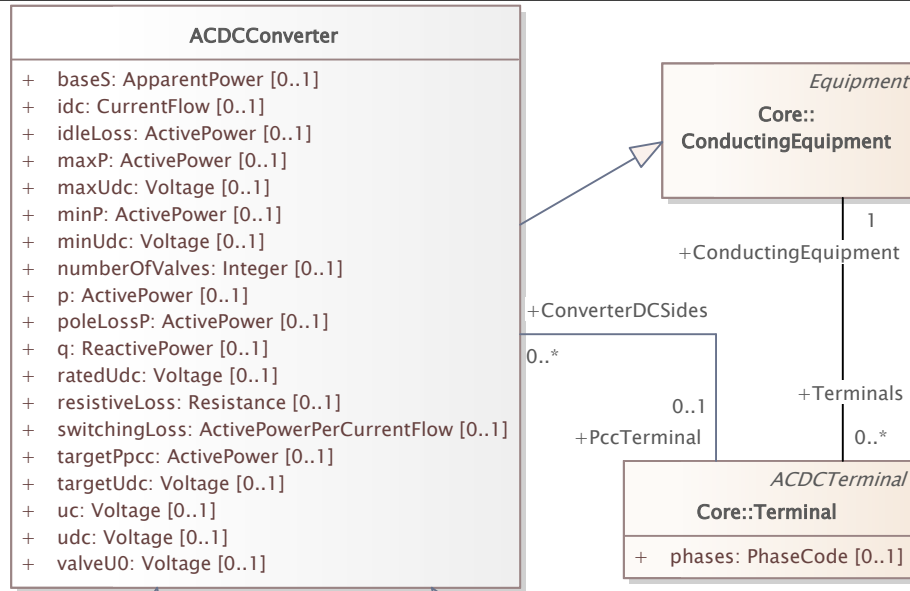 ACDCConverter
+ baseS: ApparentPower [0..1]
+ idc: CurrentFlow [0..1]
+ idleLoss: ActivePower [0..1]
+ maxP: ActivePower [0..1]
+ maxUdc: Voltage [0..1]
+ minP: ActivePower [0..1]
+ minUdc: Voltage [0..1]
+ numberOfValves: Integer [0..1]
+ p: ActivePower [0..1]
+ poleLossP: ActivePower [0..1]
+ q: ReactivePower [0..1]
+ ratedUdc: Voltage [0..1]
+ resistiveLoss: Resistance [0..1]
+ switchingLoss: ActivePowerPerCurrentFlow [0..1]
+ targetPpcc: ActivePower [0..1]
+ targetUdc: Voltage [0..1]
+ uc: Voltage [0..1]
+ udc: Voltage [0..1]
+ valveU0: Voltage [0..1]
Equipment
Core::
ConductingEquipment
1
+ConductingEquipment
+ConverterDCSides
0..*
0..1
+PccTerminal
+Terminals
0..*
ACDCTerminal
Core::Terminal
+ phases: PhaseCode [0..1]